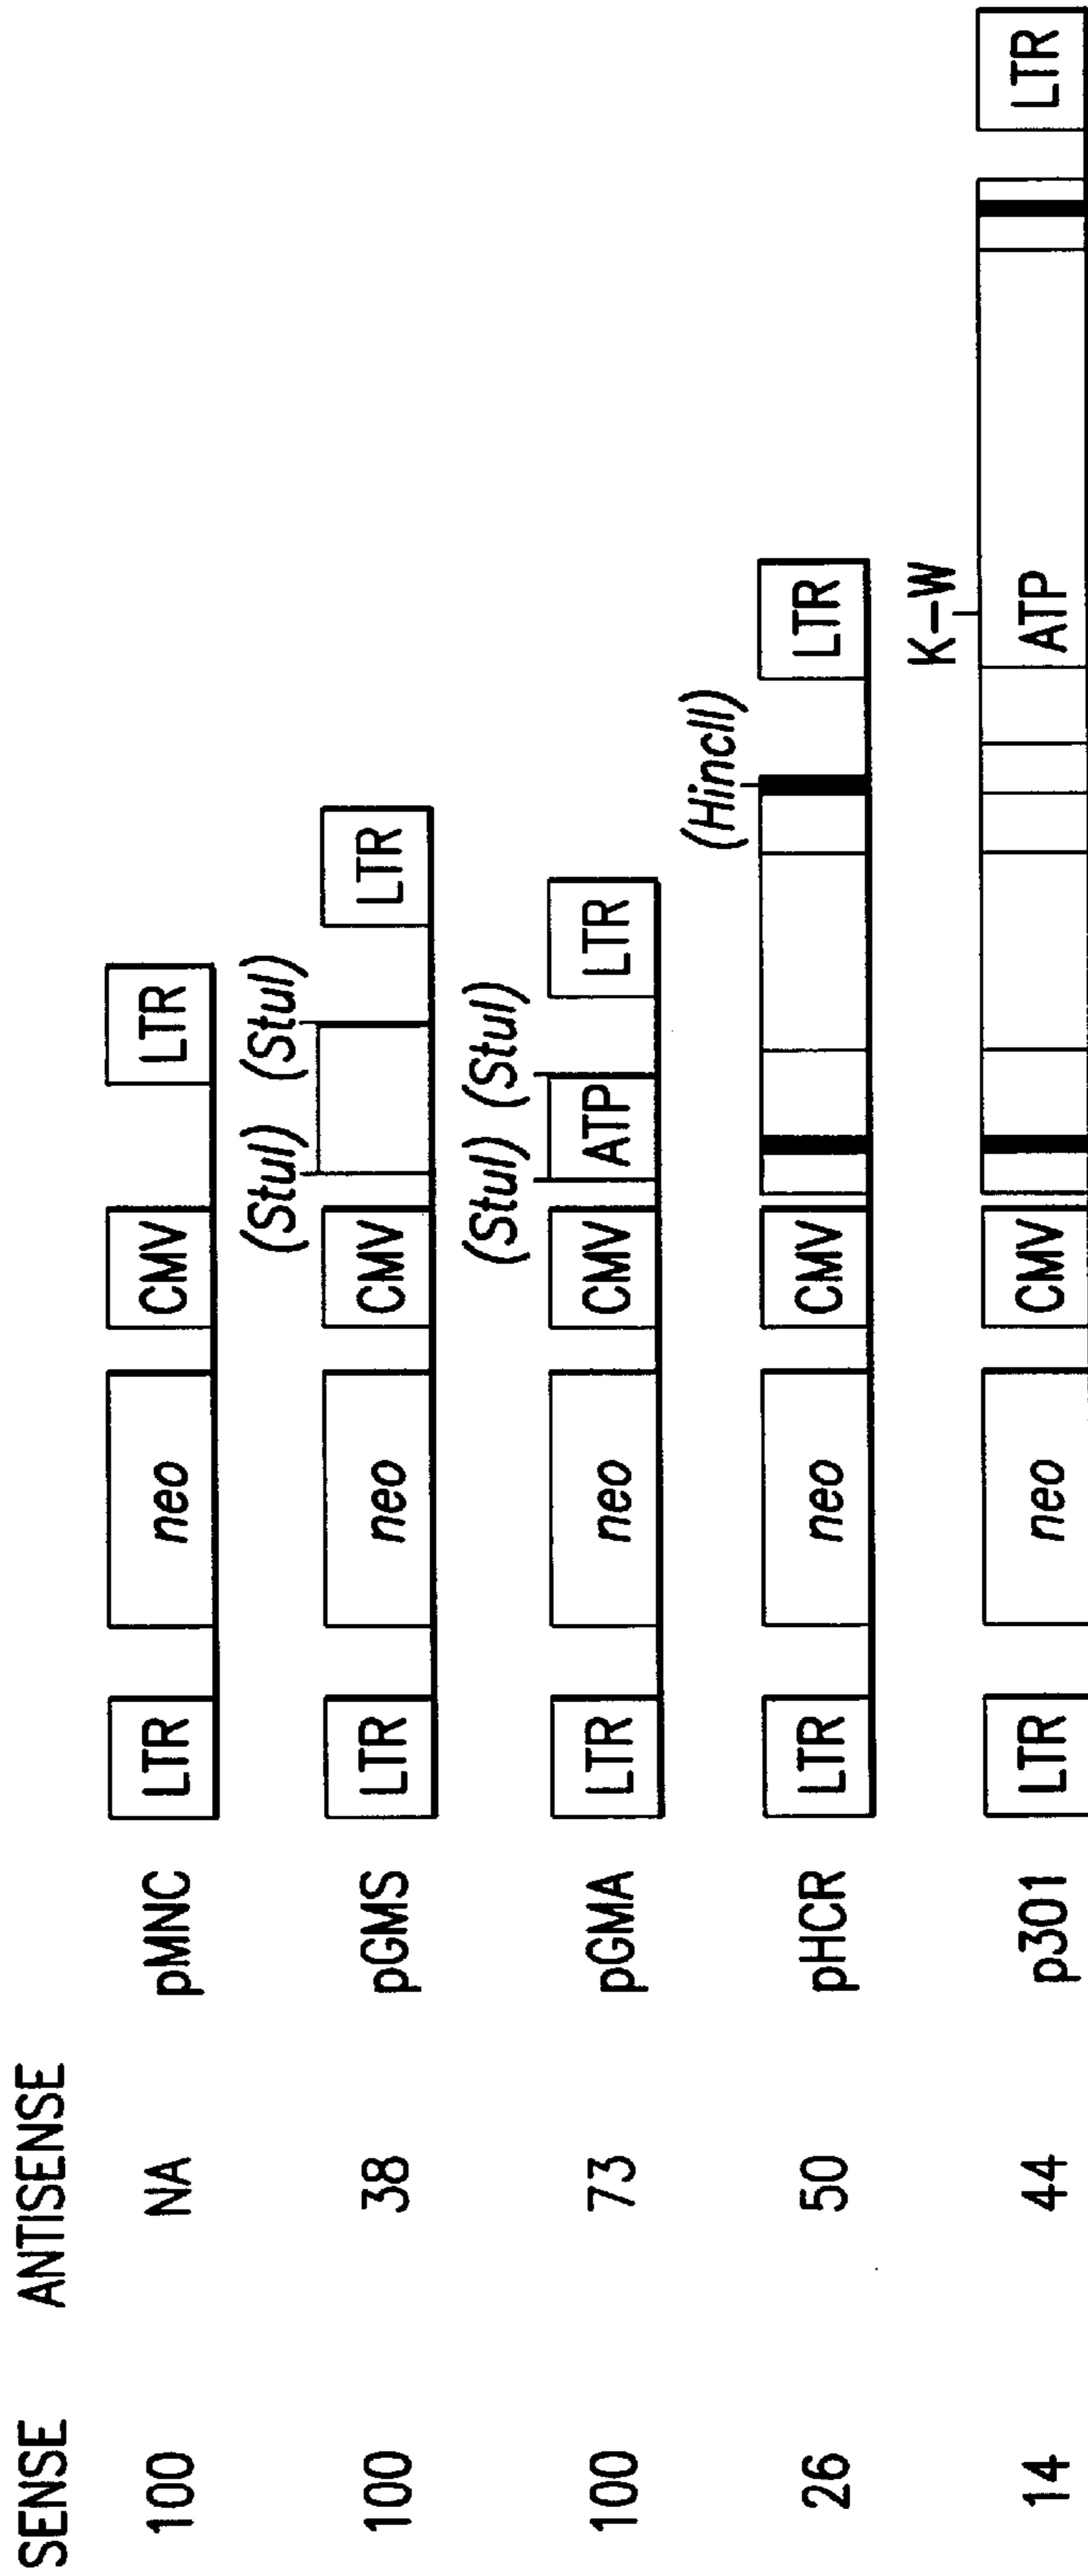 SENSE ANTISENSE
100 NA pMNC LTR neo CMV LTR
(StuI) (StuI)
100 38 pGMS LTR neo CMV LTR
(StuI) (StuI)
100 73 pGMA LTR neo CMV ATP LTR
(HincII)
26 50 pHCR LTR neo CMV LTR
K–W
14 44 p301 LTR neo CMV ATP LTR